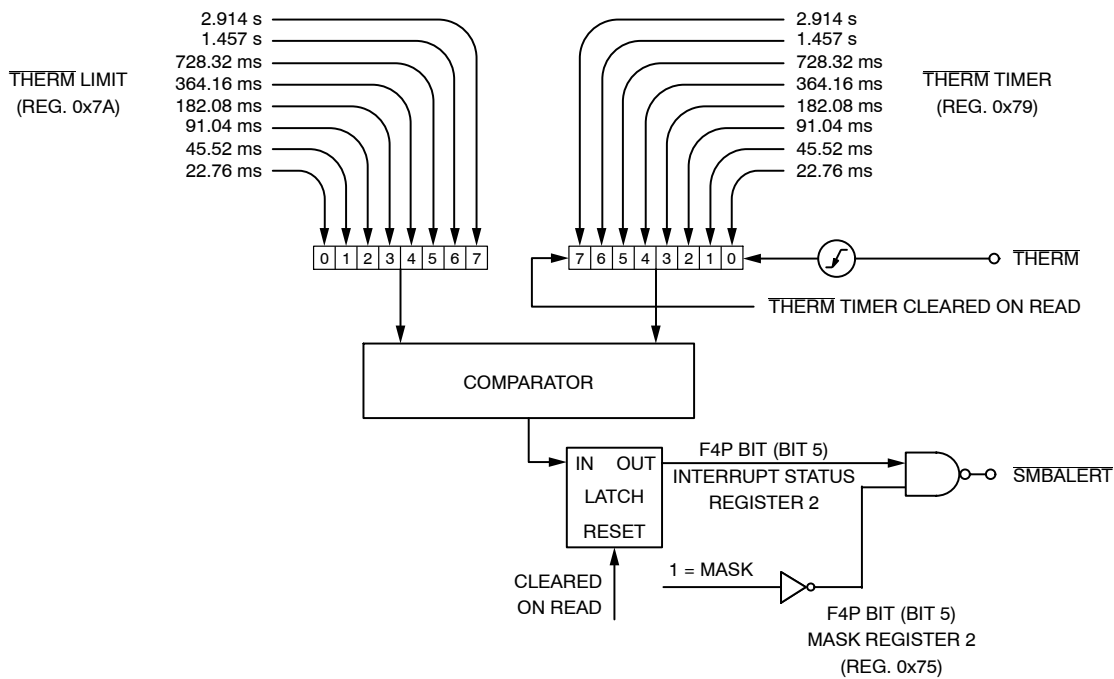 2.914 s
1.457 s
728.32 ms
364.16 ms
182.08 ms
91.04 ms
45.52 ms
22.76 ms
THERM LIMIT
(REG. 0x7A)
2.914 s
1.457 s
728.32 ms
364.16 ms
182.08 ms
91.04 ms
45.52 ms
22.76 ms
THERM TIMER
(REG. 0x79)
0 1 2 3 4 5 6 7
7 6 5 4 3 2 1 0
THERM
THERM TIMER CLEARED ON READ
COMPARATOR
IN OUT
LATCH
RESET
F4P BIT (BIT 5)
INTERRUPT STATUS
REGISTER 2
SMBALERT
CLEARED
ON READ
1 = MASK
F4P BIT (BIT 5)
MASK REGISTER 2
(REG. 0x75)